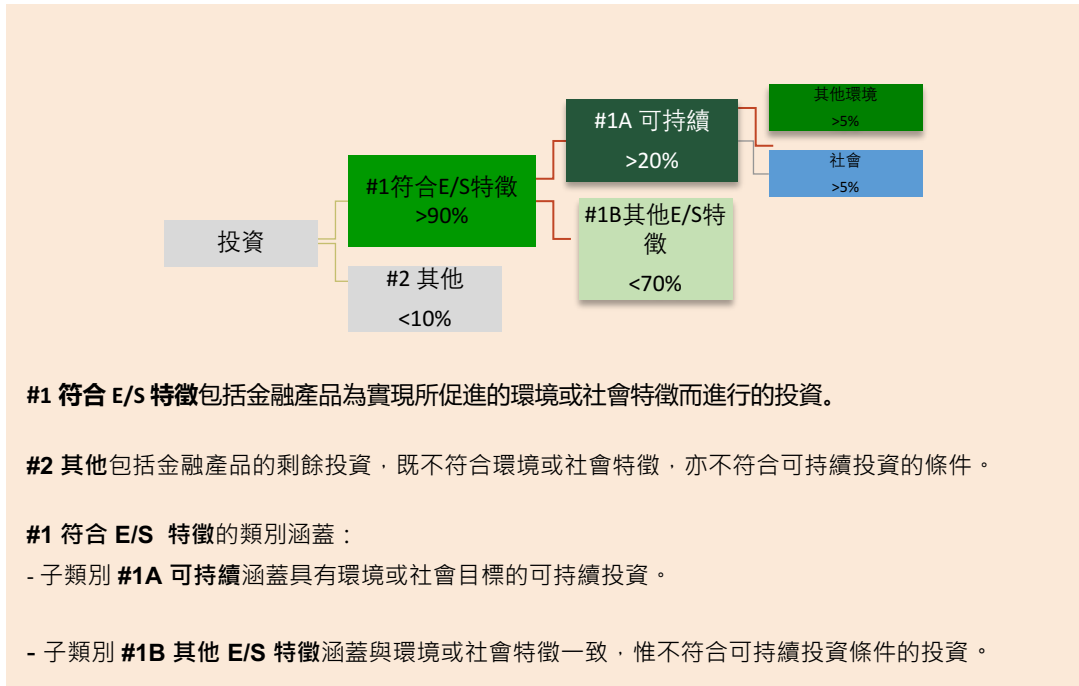 投資
#1符合E/S特徵
>90%
#2 其他
<10%
#1A 可持續
>20%
#1B其他E/S特
徵
<70%
其他環境
>5%
社會
>5%
#1 符合 E/S 特徵包括金融產品為實現所促進的環境或社會特徵而進行的投資。
#2 其他包括金融產品的剩餘投資，既不符合環境或社會特徵，亦不符合可持續投資的條件。
#1 符合 E/S 特徵的類別涵蓋：
- 子類別 #1A 可持續涵蓋具有環境或社會目標的可持續投資。
- 子類別 #1B 其他 E/S 特徵涵蓋與環境或社會特徵一致，惟不符合可持續投資條件的投資。